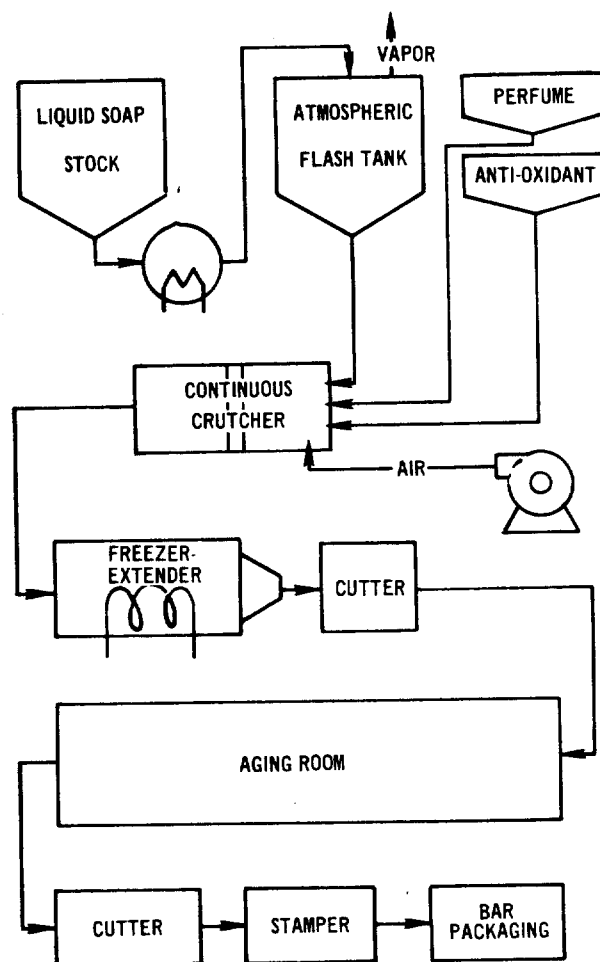 VAPOR
LIQUID SOAP
STOCK
ATMOSPHERIC
FLASH TANK
PERFUME
ANTI-OXIDANT
CONTINUOUS
CRUTCHER
AIR
FREEZER-
EXTENDER
CUTTER
AGING ROOM
CUTTER
STAMPER
BAR
PACKAGING